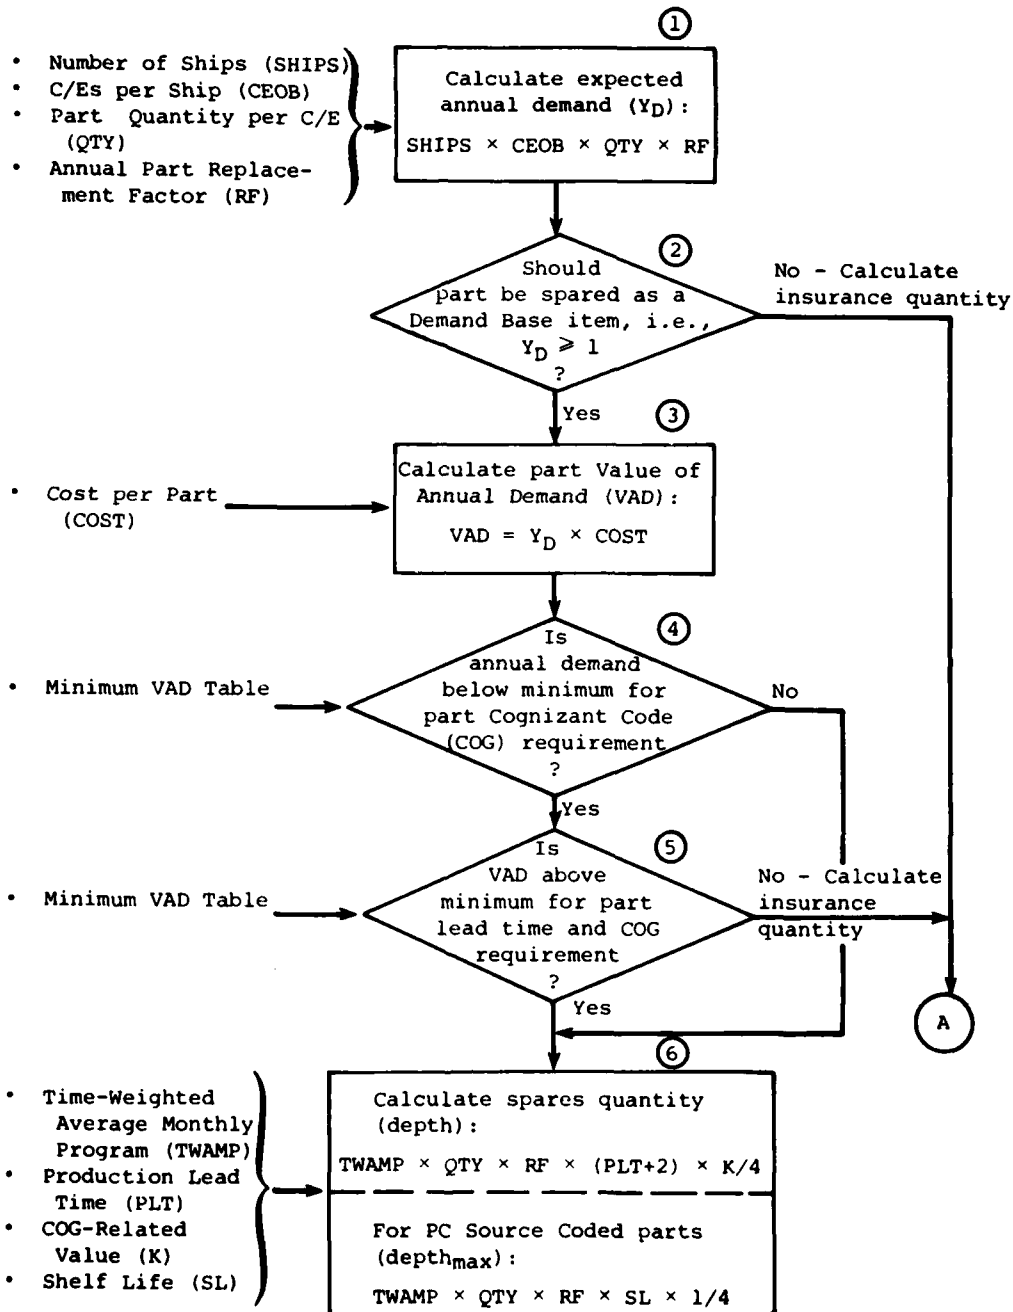 ①
• Number of Ships (SHIPS)
• C/Es per Ship (CEOB)
• Part Quantity per C/E
(QTY)
• Annual Part Replace-
ment Factor (RF)
Calculate expected
annual demand (Y_D):
SHIPS × CEOB × QTY × RF
②
Should
part be spared as a
Demand Base item, i.e.,
Y_D ⩾ 1
?
No - Calculate
insurance quantity
Yes
③
• Cost per Part
(COST)
Calculate part Value of
Annual Demand (VAD):
VAD = Y_D × COST
④
• Minimum VAD Table
Is
annual demand
below minimum for
part Cognizant Code
(COG) requirement
?
No
Yes
⑤
• Minimum VAD Table
Is
VAD above
minimum for part
lead time and COG
requirement
?
No - Calculate
insurance
quantity
Yes
A
⑥
• Time-Weighted
Average Monthly
Program (TWAMP)
• Production Lead
Time (PLT)
• COG-Related
Value (K)
• Shelf Life (SL)
Calculate spares quantity
(depth):
TWAMP × QTY × RF × (PLT+2) × K/4
For PC Source Coded parts
(depth_max):
TWAMP × QTY × RF × SL × 1/4